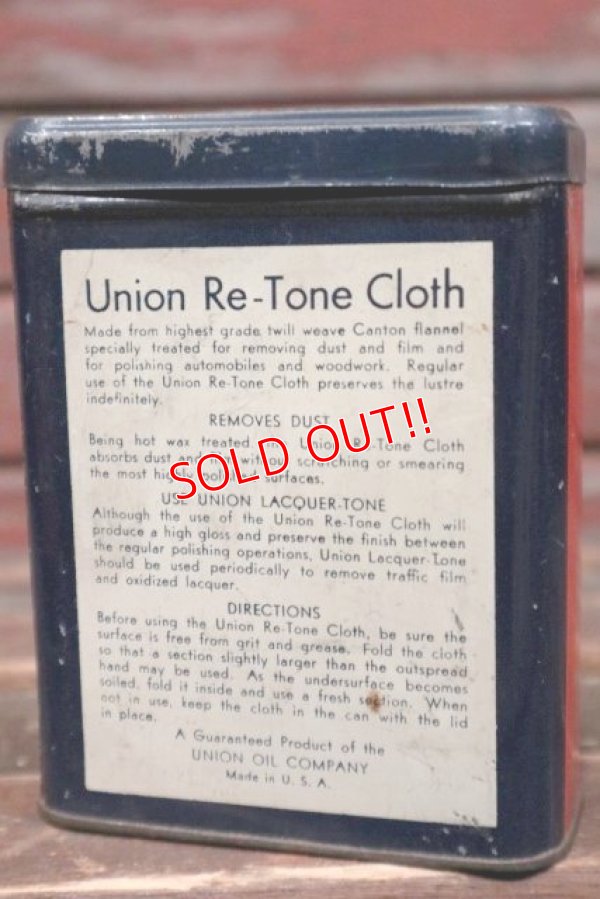 Union Re-Tone Cloth
Made from highest grade twill weave Canton flannel
specially treated for removing dust and film and
for polishing automobiles and woodwork. Regular
use of the Union Re-Tone Cloth preserves the lustre
indefinitely.
REMOVES DUST
Being hot wax treated the Union Re-Tone Cloth
absorbs dust and film without scratching or smearing
the most highly polished surfaces.
SOLD OUT!!
USE UNION LACQUER-TONE
Although the use of the Union Re-Tone Cloth will
produce a high gloss and preserve the finish between
the regular polishing operations, Union Lacquer-Tone
should be used periodically to remove traffic film
and oxidized lacquer.
DIRECTIONS
Before using the Union Re-Tone Cloth, be sure the
surface is free from grit and grease. Fold the cloth
so that a section slightly larger than the outspread
hand may be used. As the undersurface becomes
soiled, fold it inside and use a fresh section. When
not in use, keep the cloth in the can with the lid
in place.
A Guaranteed Product of the
UNION OIL COMPANY
Made in U. S. A.